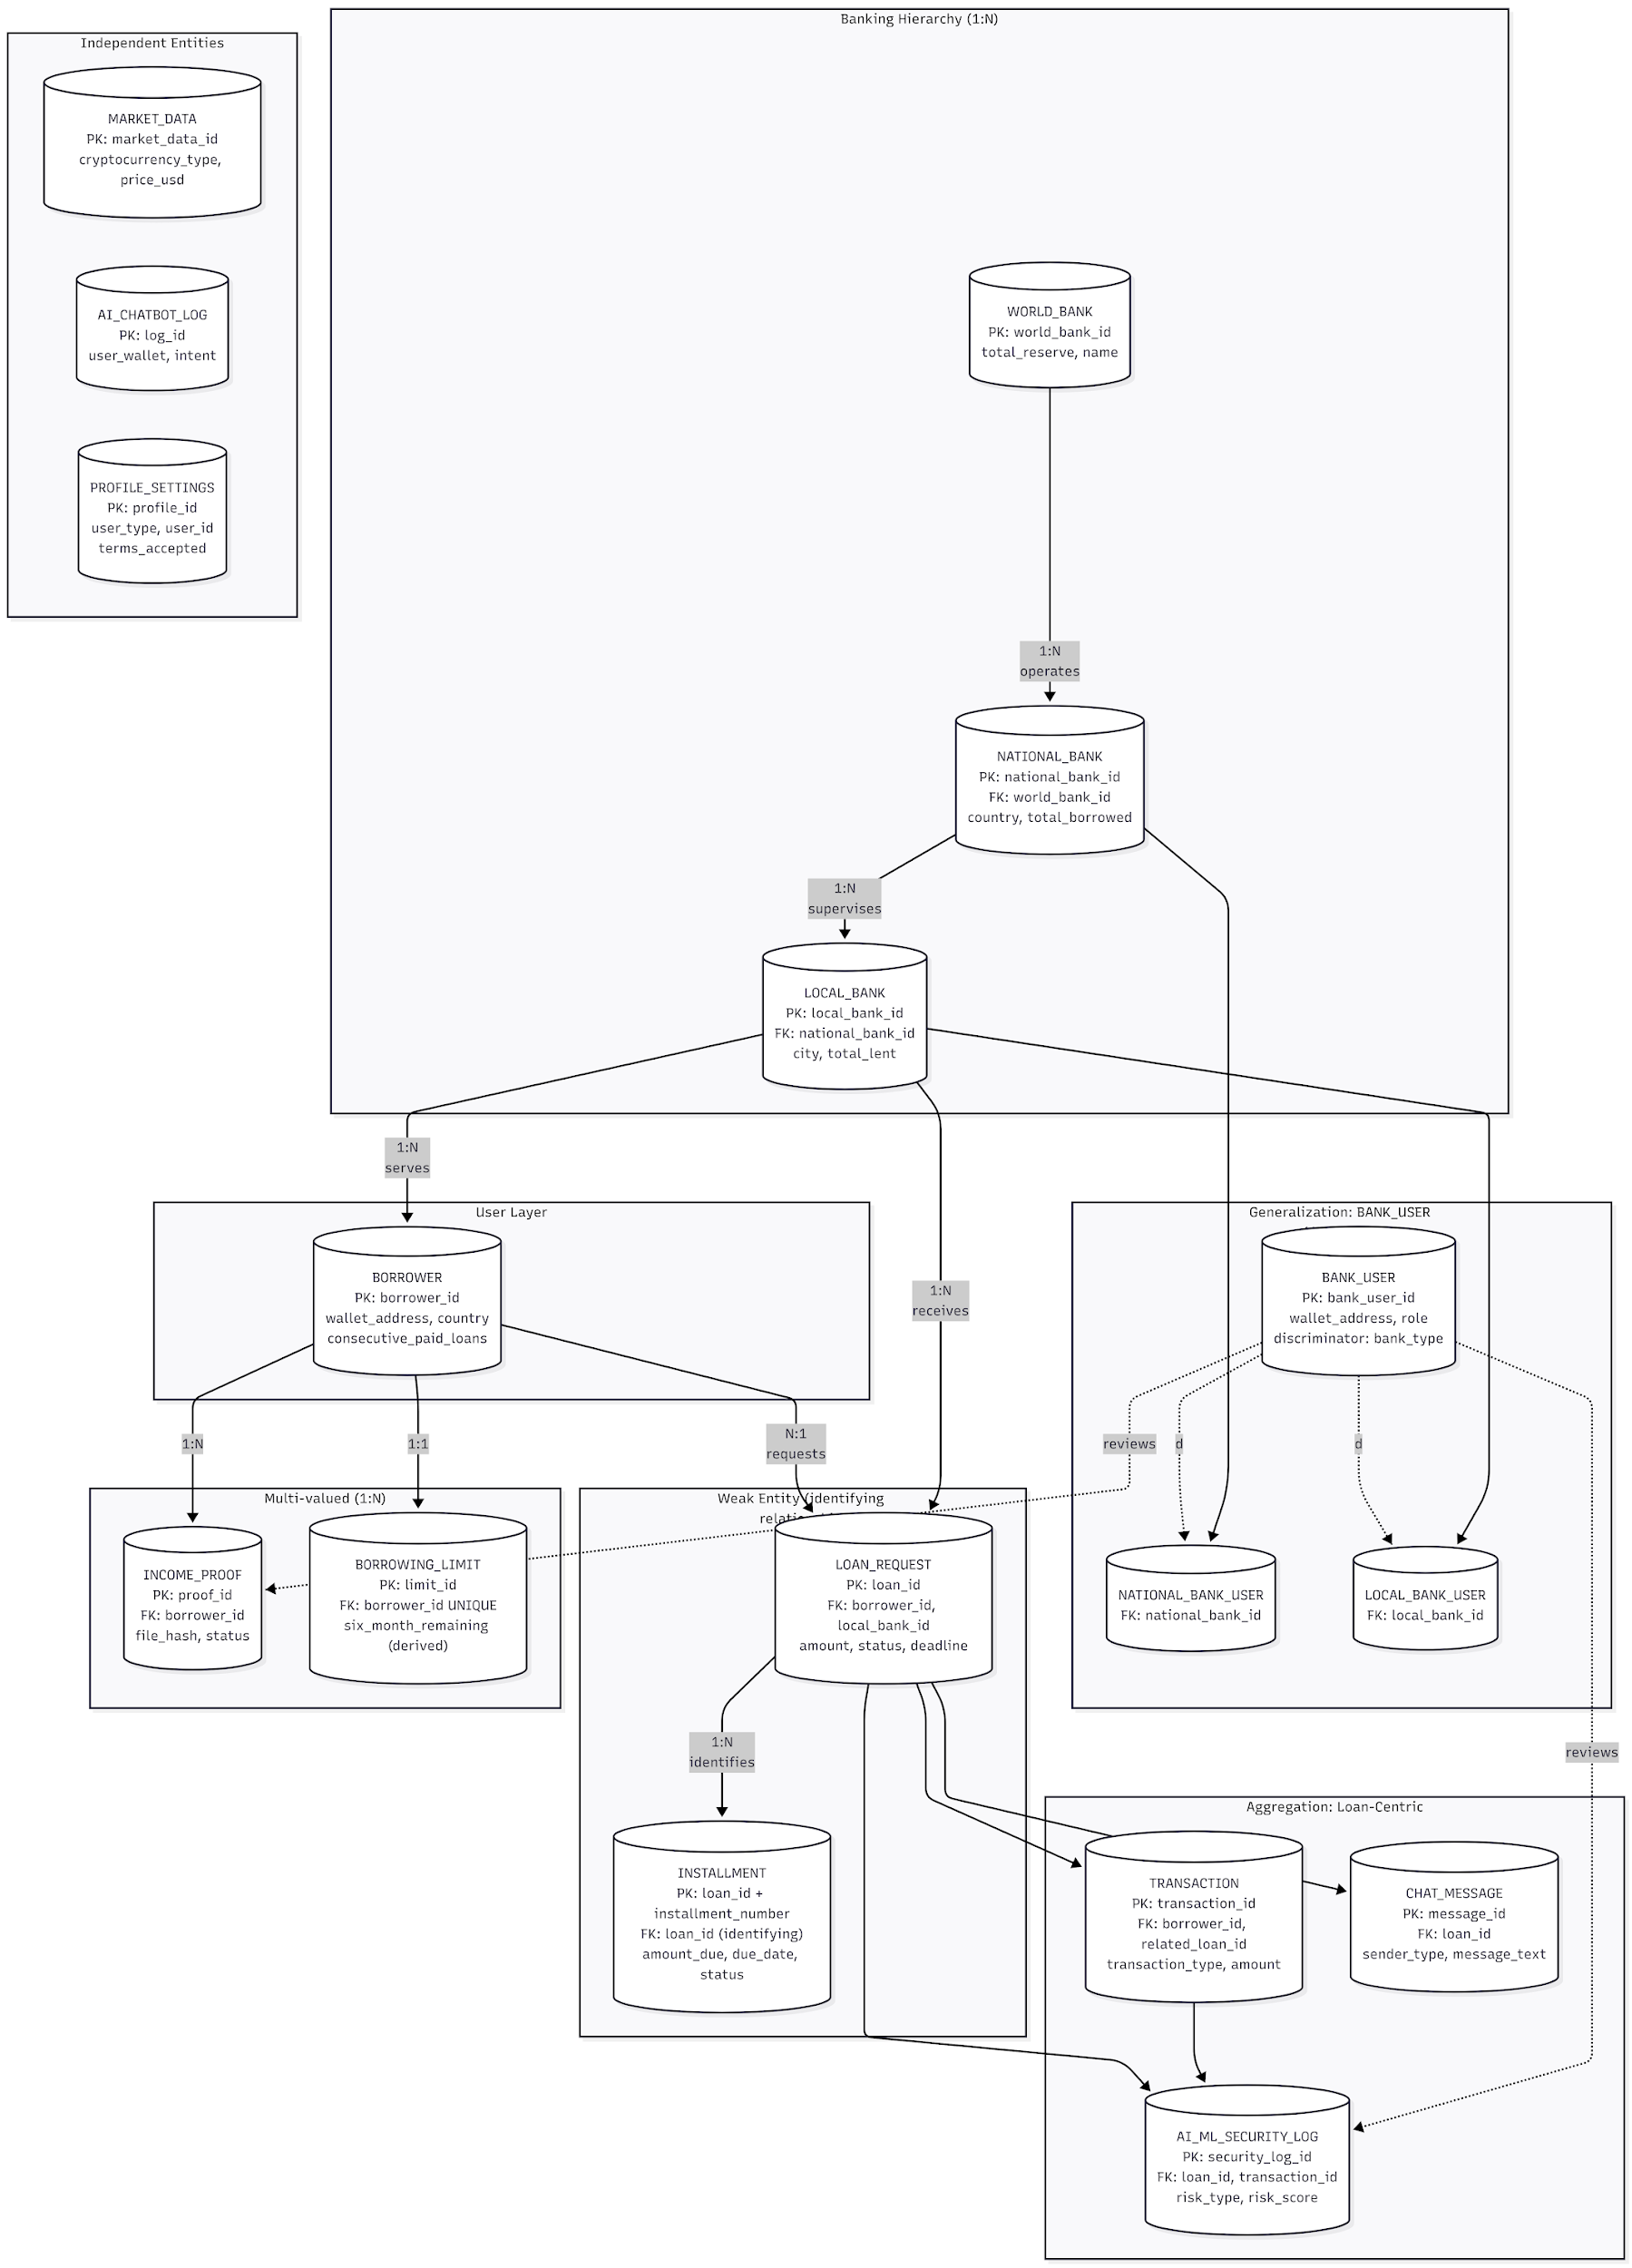 Banking Hierarchy (1:N)
Independent Entities
MARKET_DATA
PK: market_data_id
cryptocurrency_type,
price_usd
AI_CHATBOT_LOG
PK: log_id
user_wallet, intent
PROFILE_SETTINGS
PK: profile_id
user_type, user_id
terms_accepted
WORLD_BANK
PK: world_bank_id
total_reserve, name
1:N
operates
NATIONAL_BANK
PK: national_bank_id
FK: world_bank_id
country, total_borrowed
1:N
supervises
LOCAL_BANK
PK: local_bank_id
FK: national_bank_id
city, total_lent
1:N
serves
User Layer
BORROWER
PK: borrower_id
wallet_address, country
consecutive_paid_loans
1:N
receives
Generalization: BANK_USER
BANK_USER
PK: bank_user_id
wallet_address, role
discriminator: bank_type
1:N
1:1
N:1
requests
reviews
d
d
Multi-valued (1:N)
INCOME_PROOF
PK: proof_id
FK: borrower_id
file_hash, status
BORROWING_LIMIT
PK: limit_id
FK: borrower_id UNIQUE
six_month_remaining
(derived)
Weak Entity (identifying
LOAN_REQUEST
PK: loan_id
FK: borrower_id,
local_bank_id
amount, status, deadline
NATIONAL_BANK_USER
FK: national_bank_id
LOCAL_BANK_USER
FK: local_bank_id
1:N
identifies
reviews
INSTALLMENT
PK: loan_id +
installment_number
FK: loan_id (identifying)
amount_due, due_date,
status
Aggregation: Loan-Centric
TRANSACTION
PK: transaction_id
FK: borrower_id,
related_loan_id
transaction_type, amount
CHAT_MESSAGE
PK: message_id
FK: loan_id
sender_type, message_text
AI_ML_SECURITY_LOG
PK: security_log_id
FK: loan_id, transaction_id
risk_type, risk_score